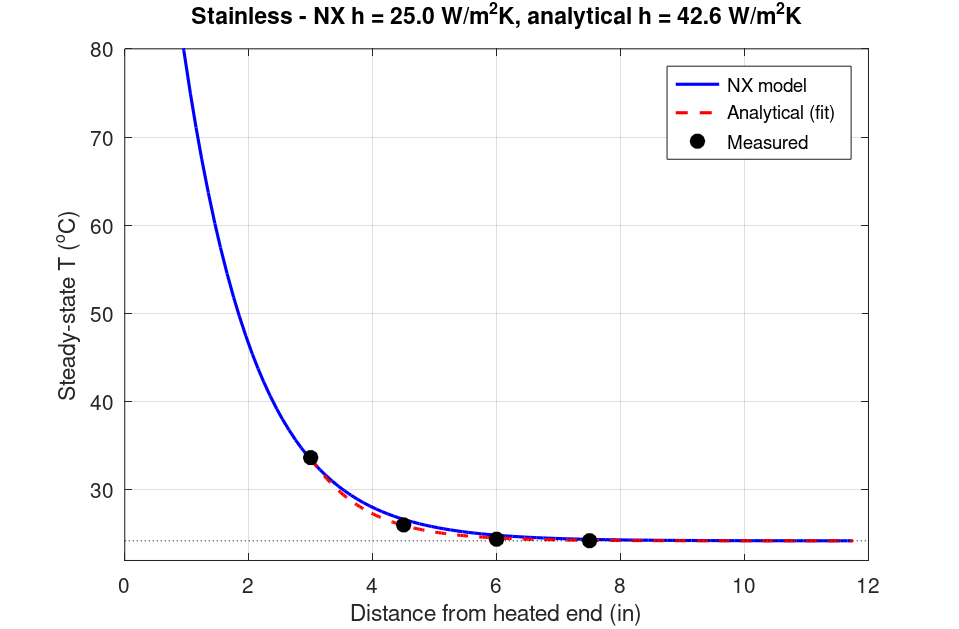 Stainless - NX h = 25.0 W/m²K, analytical h = 42.6 W/m²K
80
70
60
50
40
30
Steady-state T (°C)
NX model
Analytical (fit)
Measured
0 2 4 6 8 10 12
Distance from heated end (in)